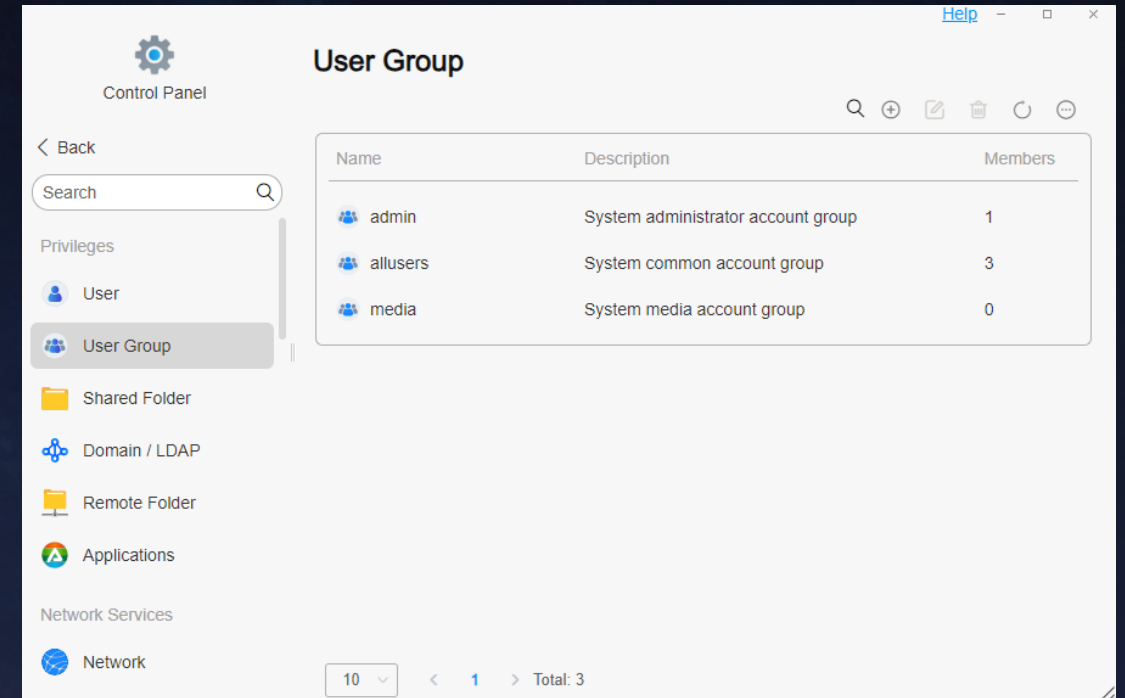 Help
Control Panel
Back
Search
Privileges
User
User Group
Shared Folder
Domain / LDAP
Remote Folder
Applications
Network Services
Network
User Group
Name Description Members
admin System administrator account group 1
allusers System common account group 3
media System media account group 0
10 1 Total: 3